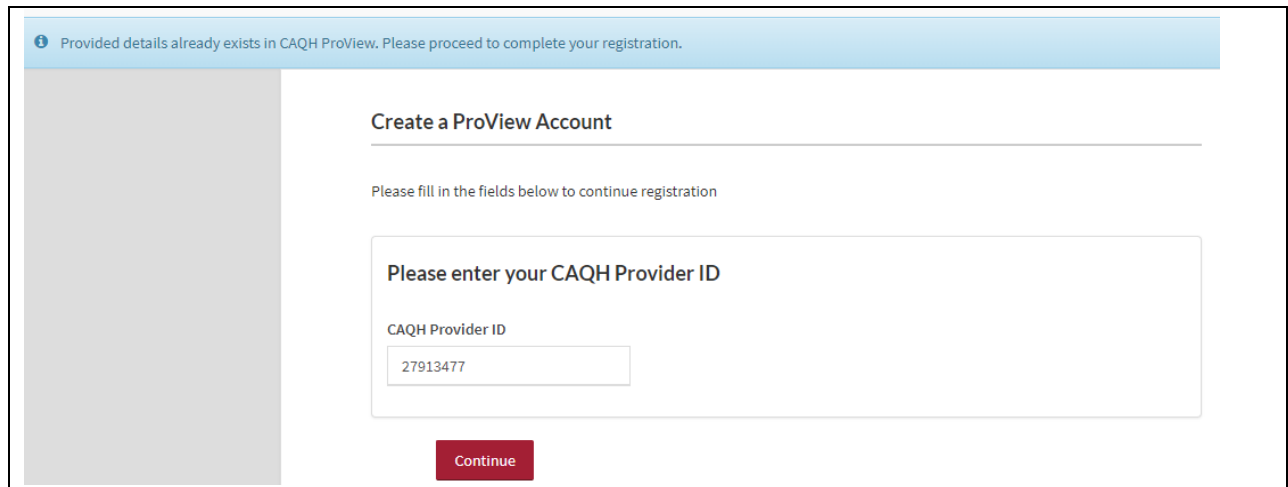 Provided details already exists in CAQH ProView. Please proceed to complete your registration.
Create a ProView Account
Please fill in the fields below to continue registration
Please enter your CAQH Provider ID
CAQH Provider ID
27913477
Continue